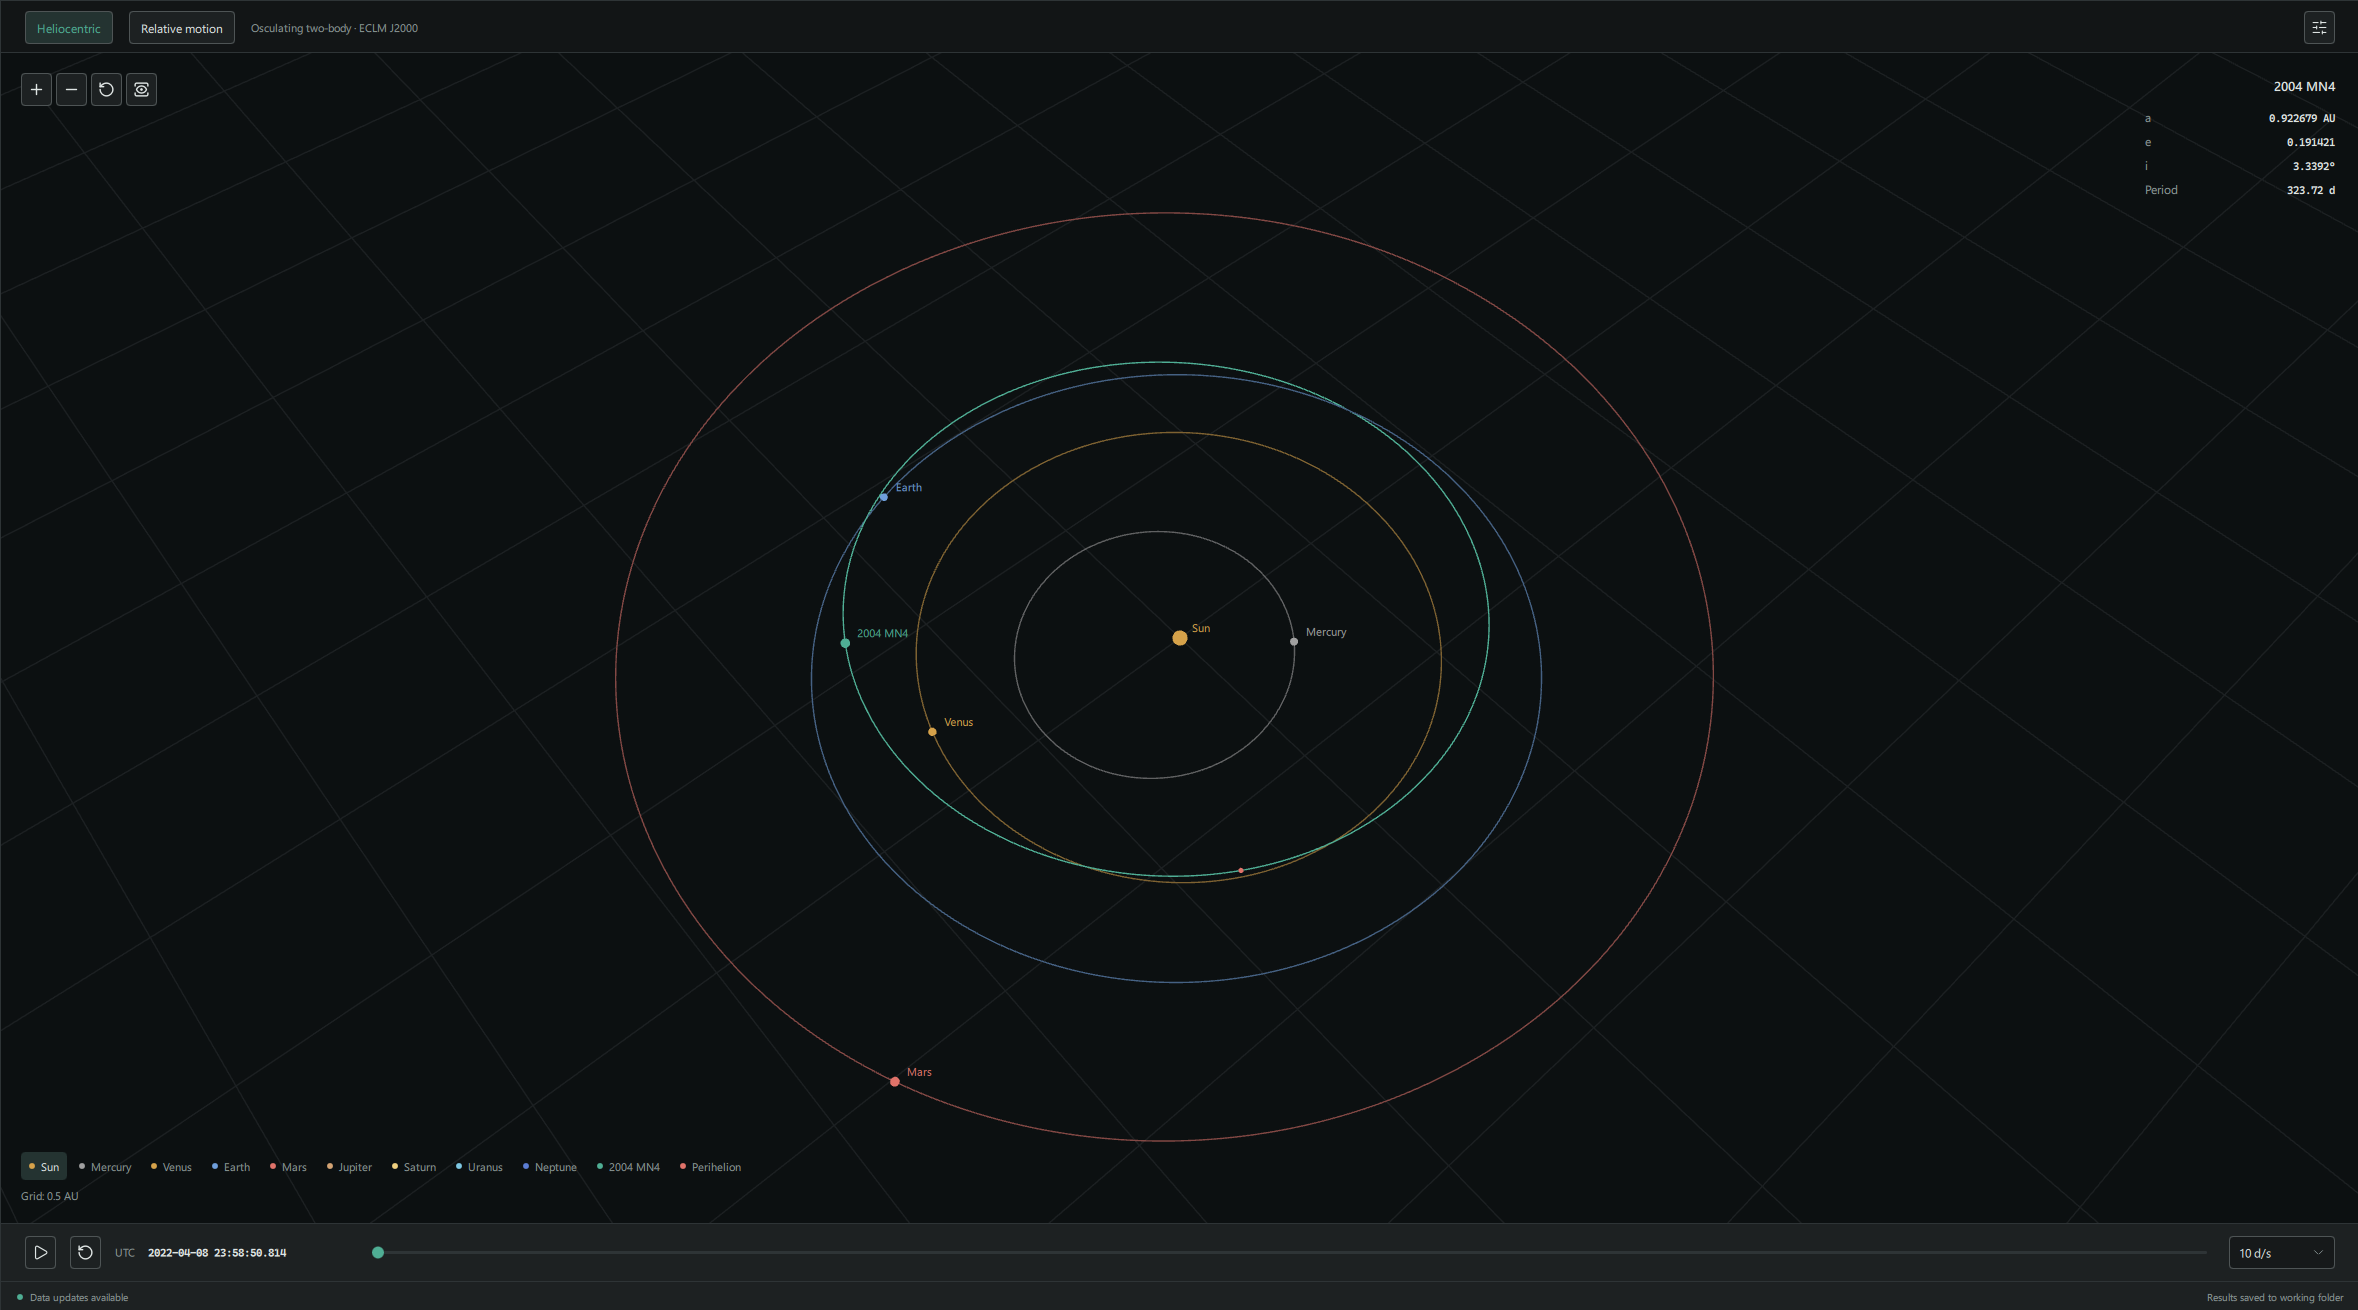 Heliocentric Relative motion Osculating two-body · ECLM J2000
2004 MN4
a 0.922679 AU
e 0.191421
i 3.3392°
Period 323.72 d
Earth
Sun
Mercury
2004 MN4
Venus
Mars
Sun Mercury Venus Earth Mars Jupiter Saturn Uranus Neptune 2004 MN4 Perihelion
Grid: 0.5 AU
UTC 2022-04-08 23:58:50.814 10 d/s
Data updates available Results saved to working folder